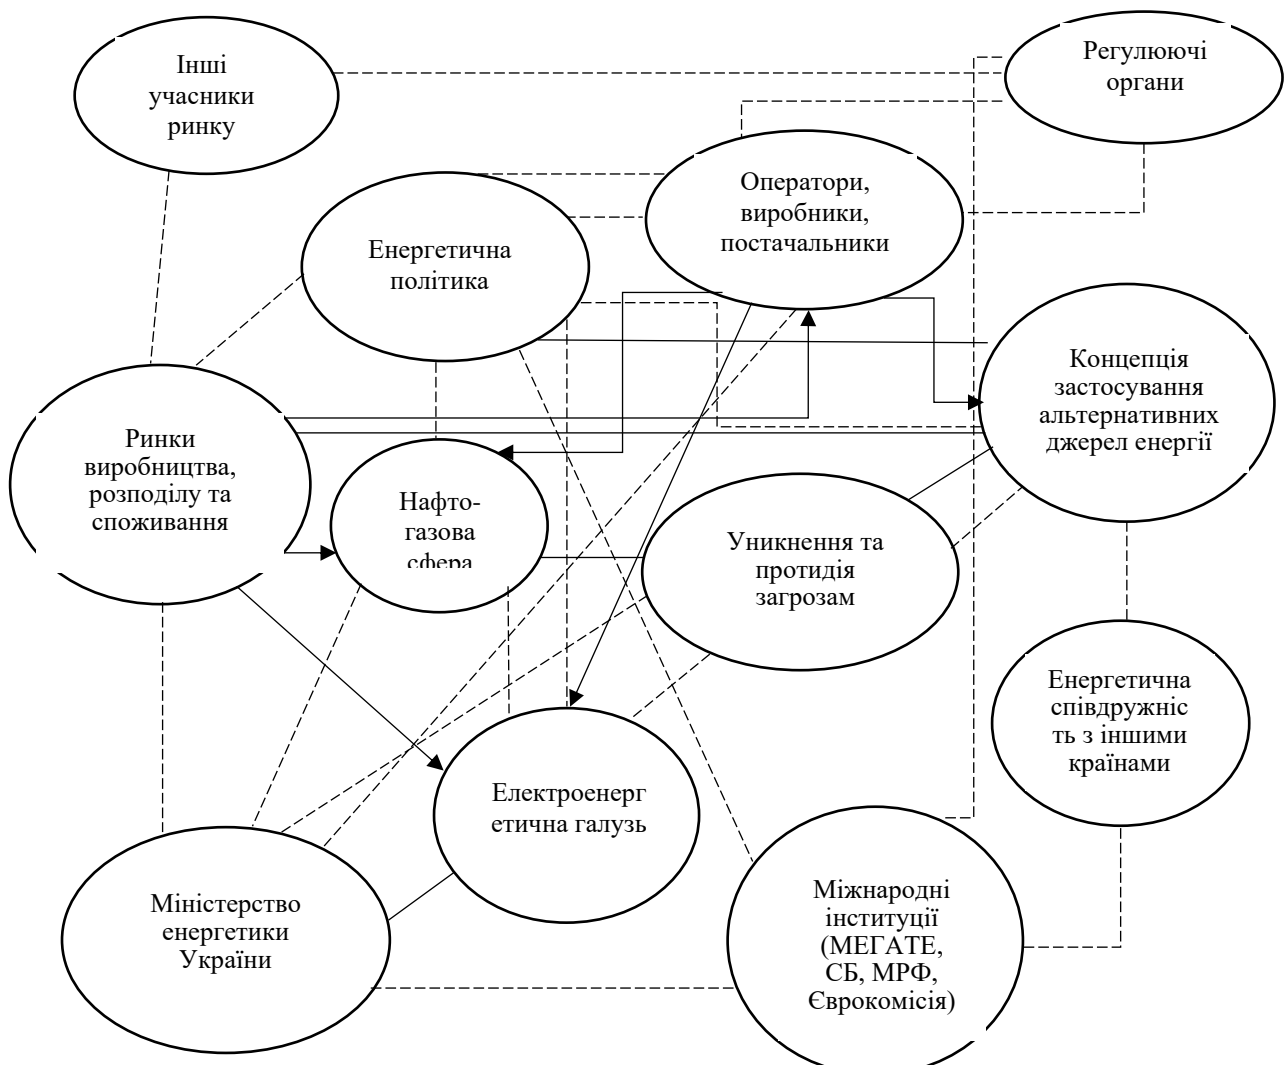 Інші
учасники
ринку
Регулюючі
органи
Оператори,
виробники,
постачальники
Енергетична
політика
Концепція
застосування
альтернативних
джерел енергії
Ринки
виробництва,
розподілу та
споживання
Нафто-
газова
сфера
Уникнення та
протидія
загрозам
Енергетична
співдружніс
ть з іншими
країнами
Електроенерг
етична галузь
Міністерство
енергетики
України
Міжнародні
інституції
(МЕГАТЕ,
СБ, МРФ,
Єврокомісія)